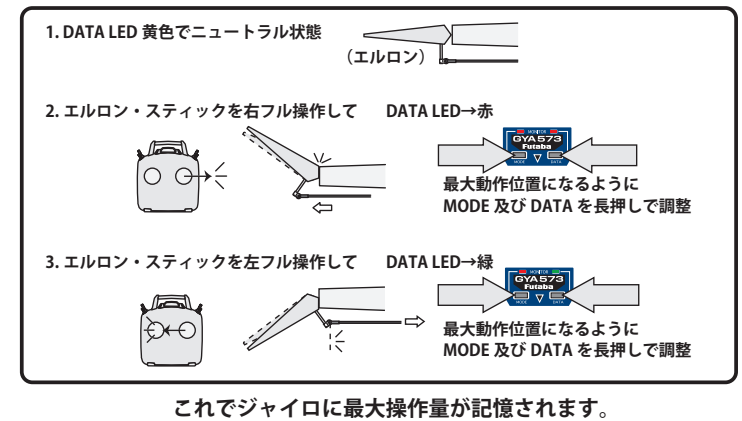 1. DATA LED 黄色でニュートラル状態
（エルロン）
2. エルロン・スティックを右フル操作して DATA LED→赤
MONITOR
GYA573
Futaba
MODE DATA
最大動作位置になるように
MODE 及び DATA を長押しで調整
3. エルロン・スティックを左フル操作して DATA LED→緑
MONITOR
GYA573
Futaba
MODE DATA
最大動作位置になるように
MODE 及び DATA を長押しで調整
これでジャイロに最大操作量が記憶されます。